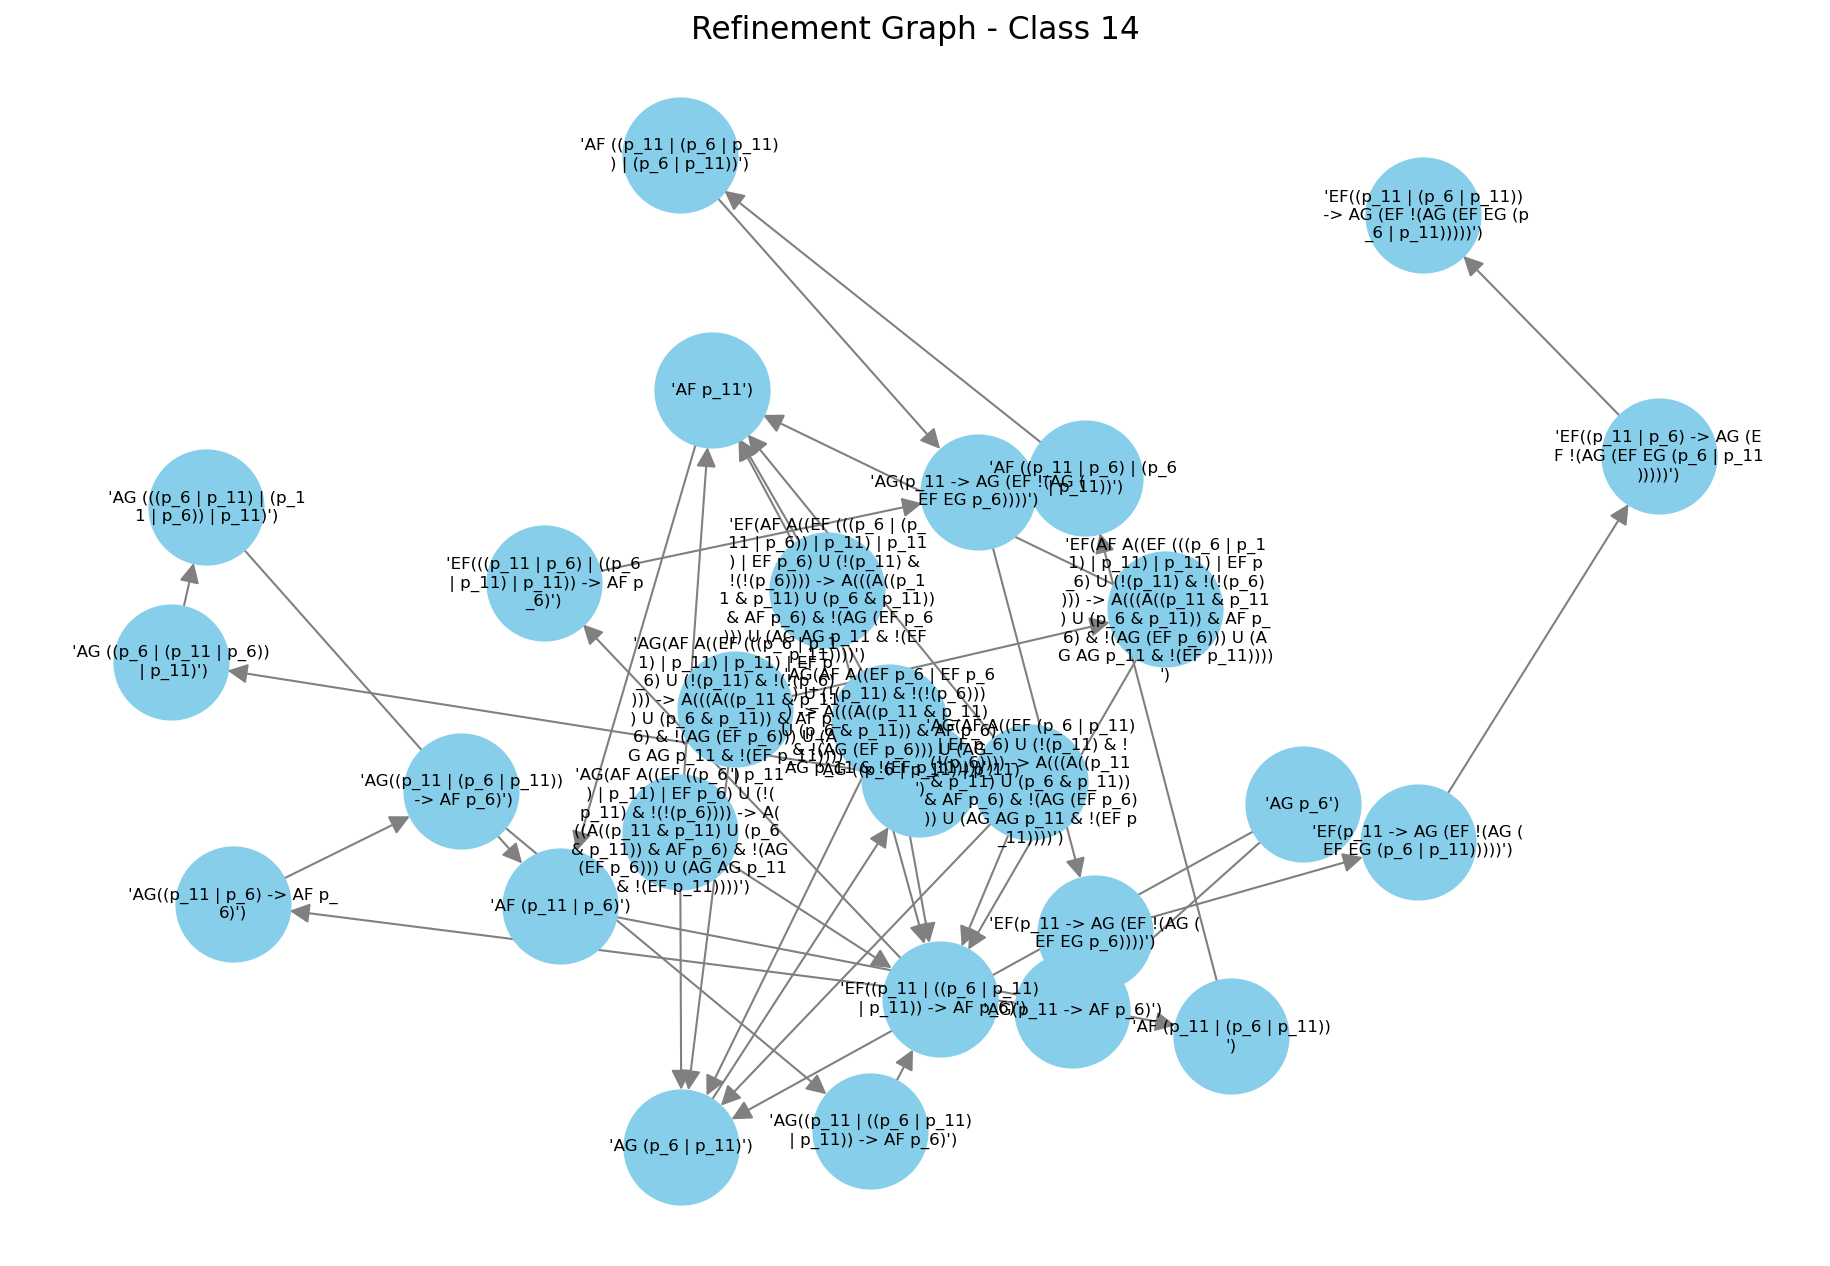 Refinement Graph - Class 14
'AF ((p_11 | (p_6 | p_11)
) | (p_6 | p_11))')
'EF((p_11 | (p_6 | p_11))
-> AG (EF !(AG (EF EG (p
_6 | p_11)))))')
'AF p_11')
'EF((p_11 | p_6) -> AG (E
F !(AG (EF EG (p_6 | p_11
)))))')
'AG(p_11 -> AG (EF !(AG (
EF EG p_6))))')
'AF ((p_11 | p_6) | (p_6
| p_11))')
'AG (((p_6 | p_11) | (p_1
1 | p_6)) | p_11)')
'EF(((p_11 | p_6) | ((p_6
| p_11) | p_11)) -> AF p
_6)')
'EF(AF A((EF (((p_6 | (p_
11 | p_6)) | p_11) | p_11
) | EF p_6) U (!(p_11) &
!(!(p_6)))) -> A(((A((p_1
1 & p_11) U (p_6 & p_11))
& AF p_6) & !(AG (EF p_6
))) U (AG AG p_11 & !(EF
p_11))))')
'EF(AF A((EF (((p_6 | p_1
1) | p_11) | p_11) | EF p
_6) U (!(p_11) & !(!(p_6)
))) -> A(((A((p_11 & p_11
) U (p_6 & p_11)) & AF p_
6) & !(AG (EF p_6))) U (A
G AG p_11 & !(EF p_11))))
')
'AG ((p_6 | (p_11 | p_6))
| p_11)')
'AG(AF A((EF (((p_6 | p_1
1) | p_11) | p_11) | EF p
_6) U (!(p_11) & !(!(p_6)
))) -> A(((A((p_11 & p_11
) U (p_6 & p_11)) & AF p_
6) & !(AG (EF p_6))) U (A
G AG p_11 & !(EF p_11))))
')
'AG(AF A((EF p_6 | EF p_6
) U (!(p_11) & !(!(p_6)))
) -> A(((A((p_11 & p_11)
U (p_6 & p_11)) & AF p_6)
& !(AG (EF p_6))) U (AG
AG p_11 & !(EF p_11))))')
'AG ((p_6 | p_11) | p_11)
')
'AG(AF A((EF (p_6 | p_11)
| EF p_6) U (!(p_11) & !
(!(p_6)))) -> A(((A((p_11
& p_11) U (p_6 & p_11))
& AF p_6) & !(AG (EF p_6)
)) U (AG AG p_11 & !(EF p
_11))))')
'AG((p_11 | (p_6 | p_11))
-> AF p_6)')
'AG(AF A((EF ((p_6 | p_11
) | p_11) | EF p_6) U (!(
p_11) & !(!(p_6)))) -> A(
((A((p_11 & p_11) U (p_6
& p_11)) & AF p_6) & !(AG
(EF p_6))) U (AG AG p_11
& !(EF p_11))))')
'AG p_6')
'EF(p_11 -> AG (EF !(AG (
EF EG (p_6 | p_11)))))')
'AG((p_11 | p_6) -> AF p_
6)')
'AF (p_11 | p_6)')
'EF(p_11 -> AG (EF !(AG (
EF EG p_6))))')
'EF((p_11 | ((p_6 | p_11)
| p_11)) -> AF p_6)')
'AG(p_11 -> AF p_6)')
'AF (p_11 | (p_6 | p_11))
')
'AG (p_6 | p_11)')
'AG((p_11 | ((p_6 | p_11)
| p_11)) -> AF p_6)')